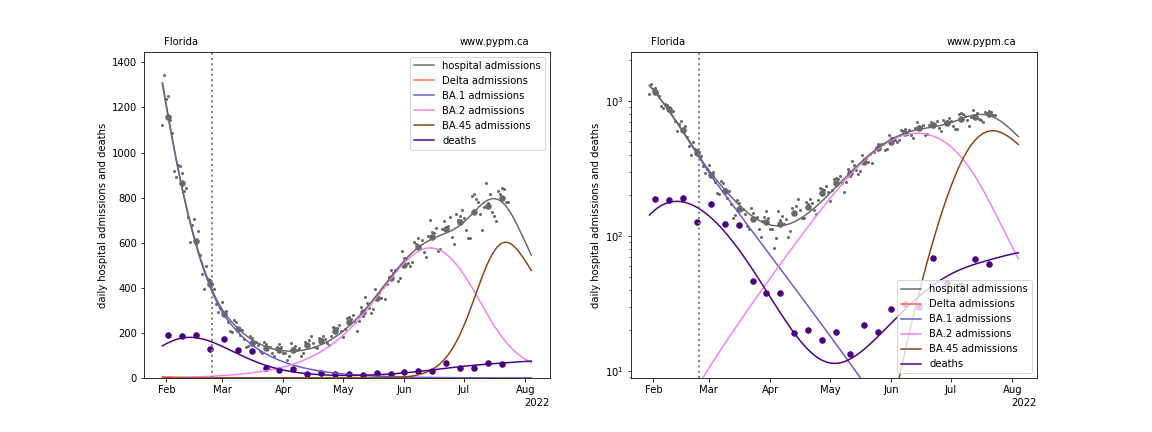 Florida
www.pypm.ca
daily hospital admissions and deaths
1400
1200
1000
800
600
400
200
0
hospital admissions
Delta admissions
BA.1 admissions
BA.2 admissions
BA.45 admissions
deaths
Feb Mar Apr May Jun Jul Aug
2022
Florida
www.pypm.ca
daily hospital admissions and deaths
10³
10²
10¹
hospital admissions
Delta admissions
BA.1 admissions
BA.2 admissions
BA.45 admissions
deaths
Feb Mar Apr May Jun Jul Aug
2022